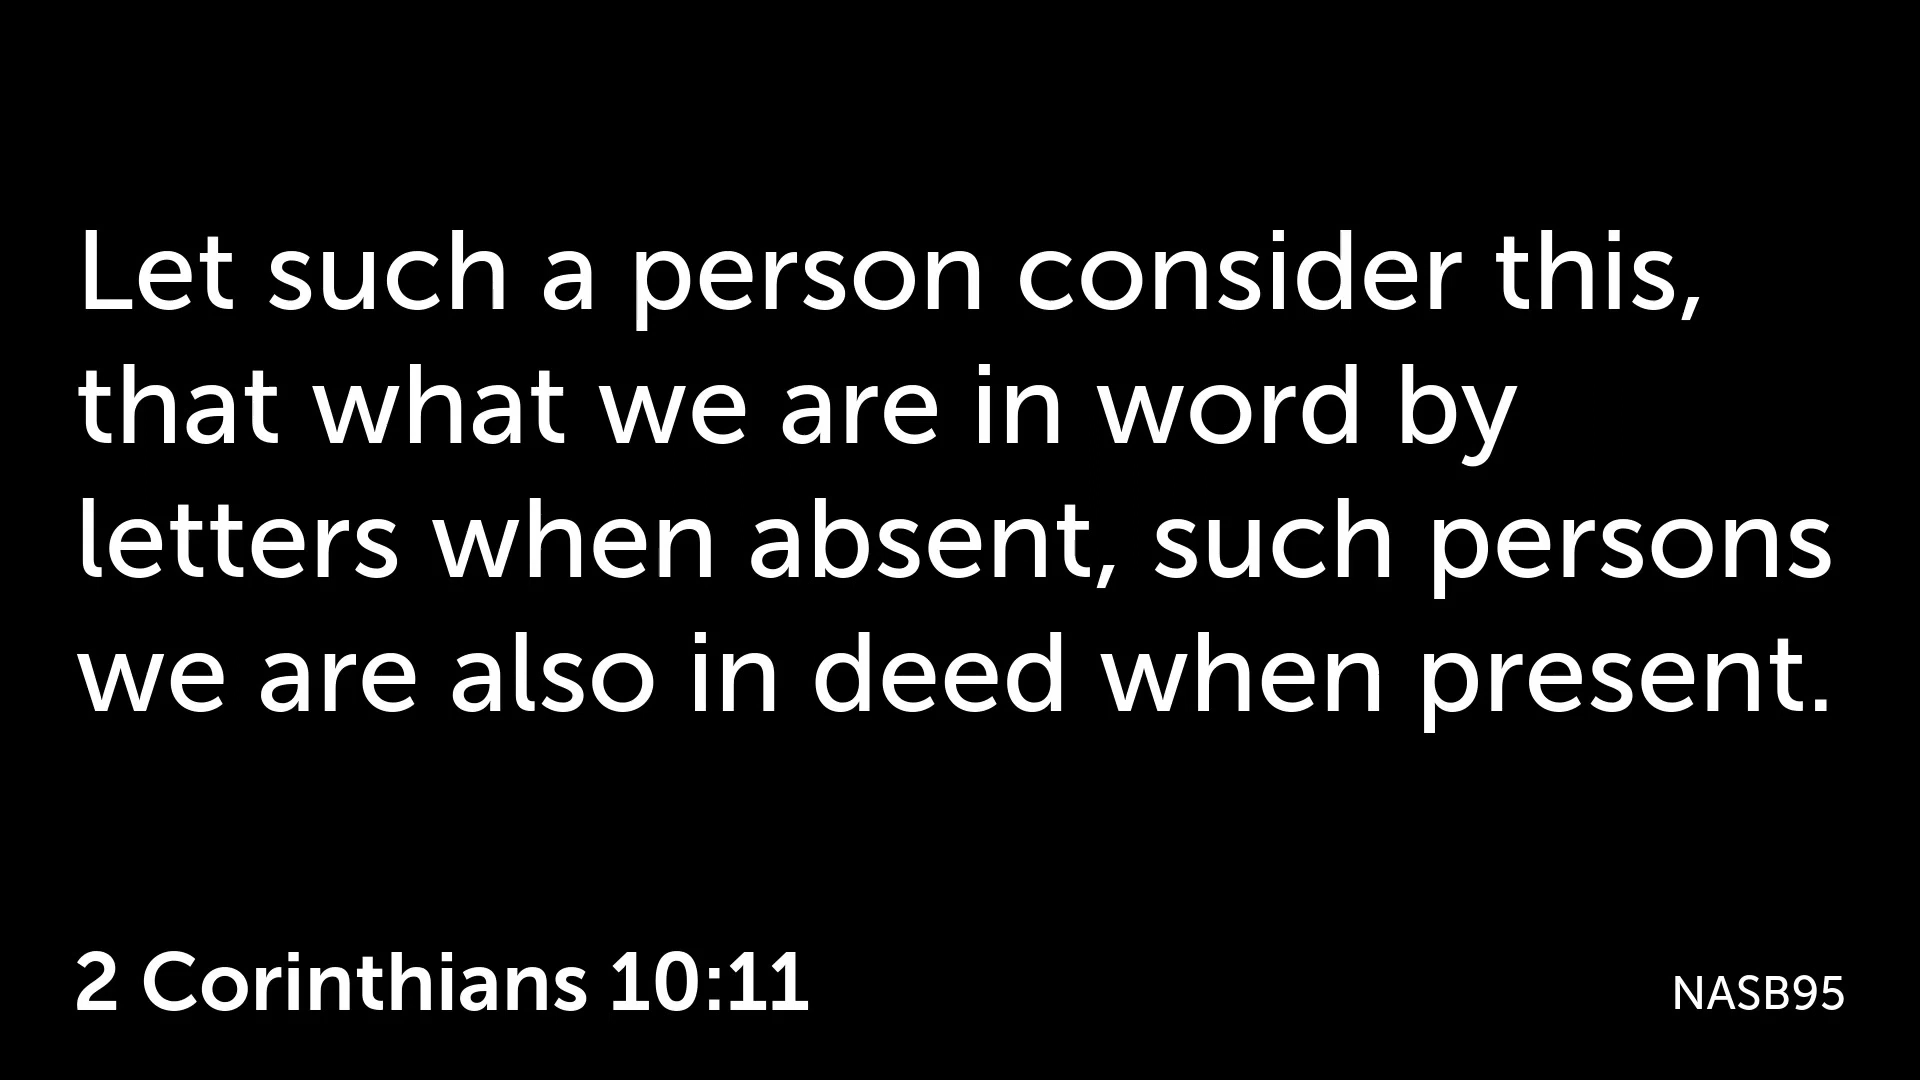 Let such a person consider this,
that what we are in word by
letters when absent, such persons
we are also in deed when present.
2 Corinthians 10:11
NASB95